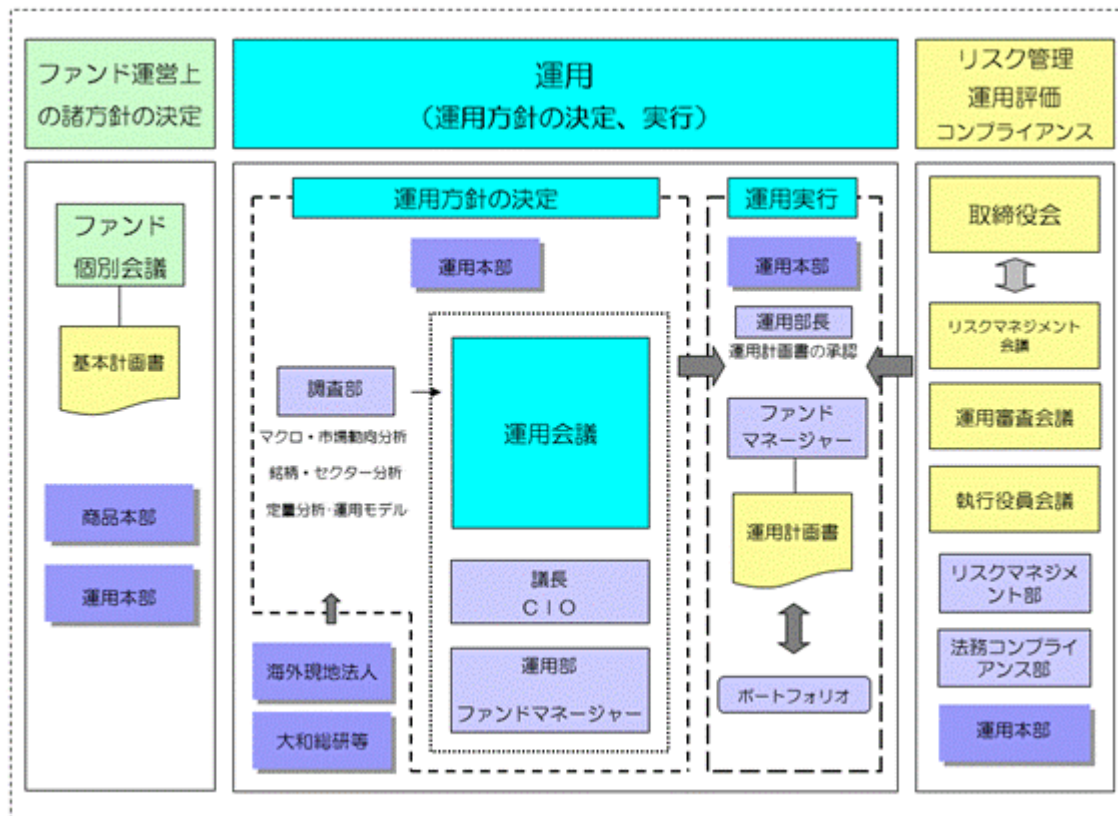 ファンド運営上
の諸方針の決定
運用
（運用方針の決定、実行）
リスク管理
運用評価
コンプライアンス
ファンド
個別会議
基本計画書
商品本部
運用本部
運用方針の決定
運用本部
調査部
マクロ・市場動向分析
銘柄・セクター分析
定量分析・運用モデル
海外現地法人
大和総研等
運用会議
議長
ＣＩＯ
運用部
ファンドマネージャー
運用実行
運用本部
運用部長
運用計画書の承認
ファンド
マネージャー
運用計画書
ポートフォリオ
取締役会
リスクマネジメント
会議
運用審査会議
執行役員会議
リスクマネジメ
ント部
法務コンプライ
アンス部
運用本部